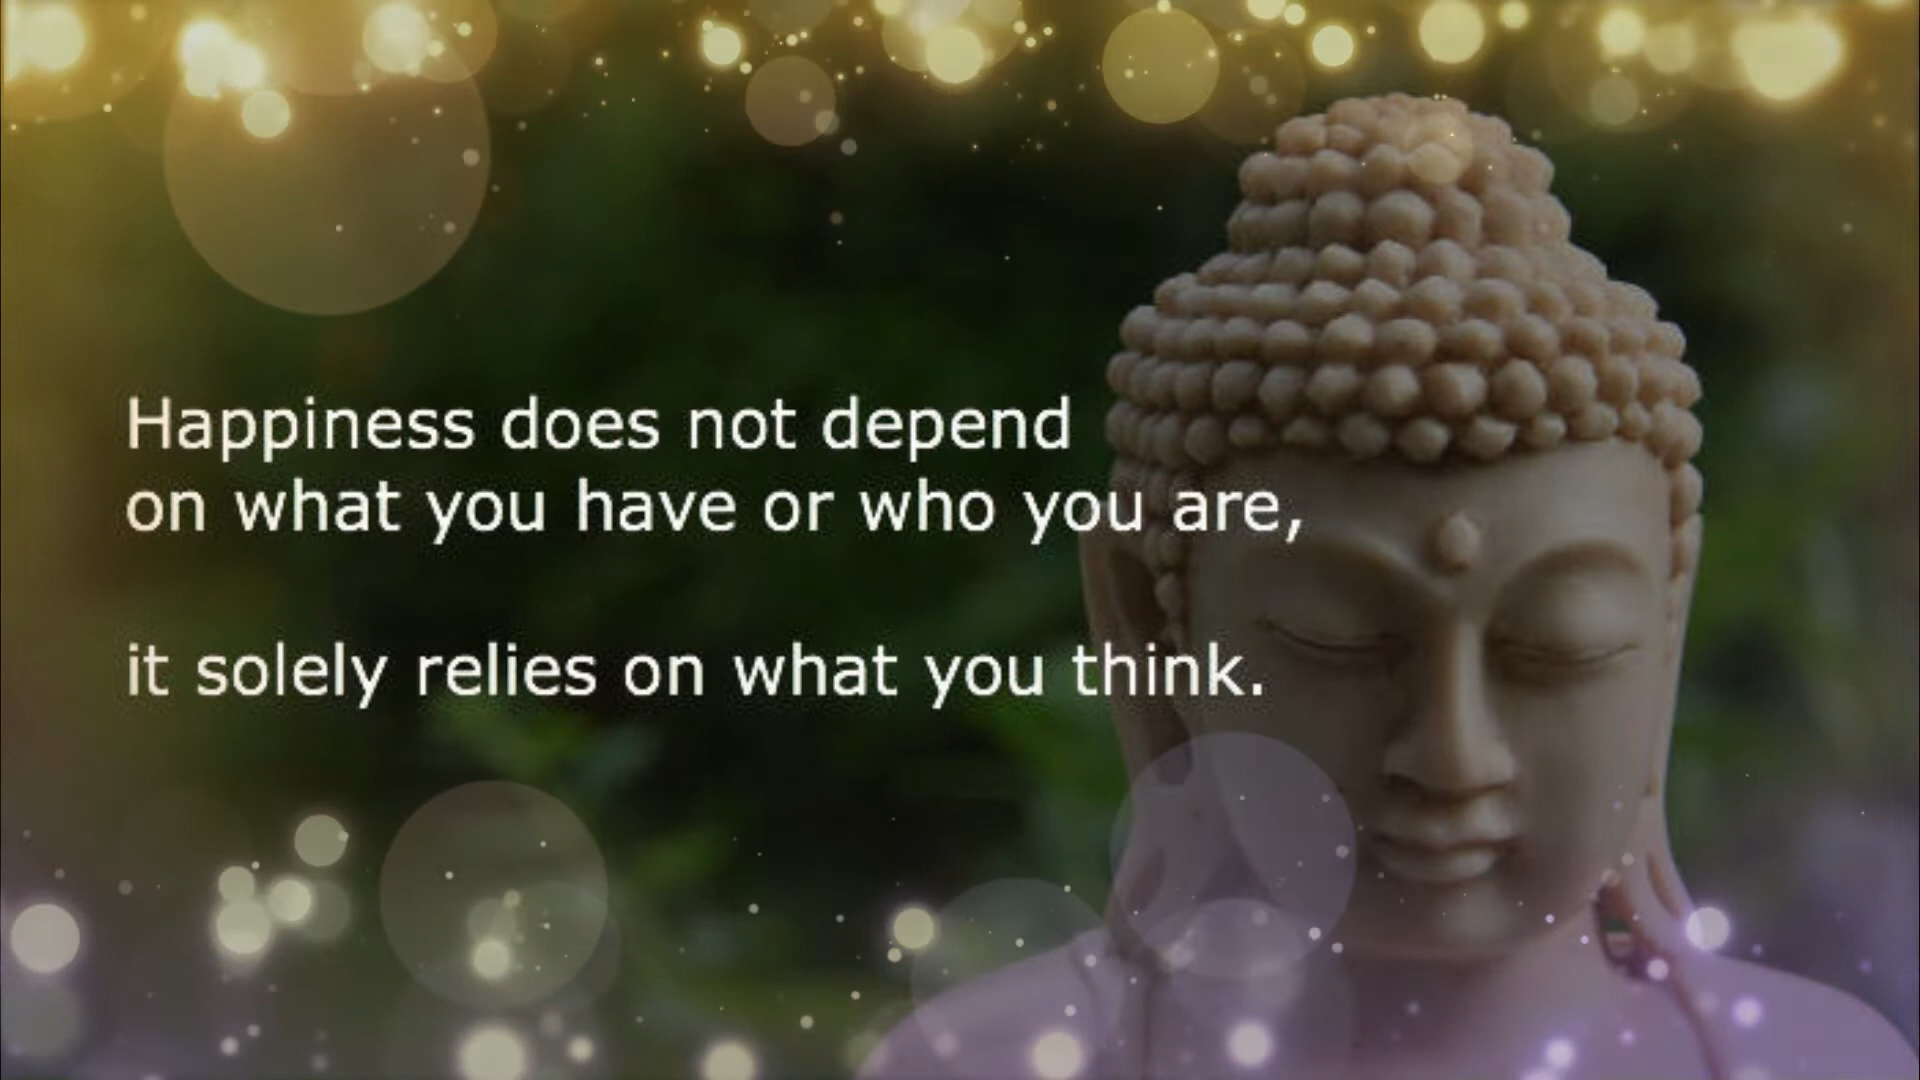 Happiness does not depend
on what you have or who you are,
it solely relies on what you think.